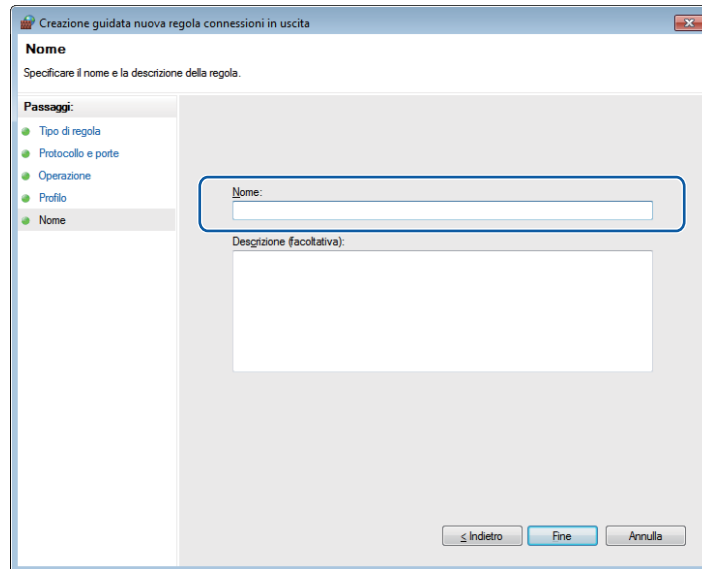 Creazione guidata nuova regola connessioni in uscita
Nome
Specificare il nome e la descrizione della regola.
Passaggi:
Tipo di regola
Protocollo e porte
Operazione
Profilo
Nome
Nome:
Descrizione (facoltativa):
< Indietro
Fine
Annulla